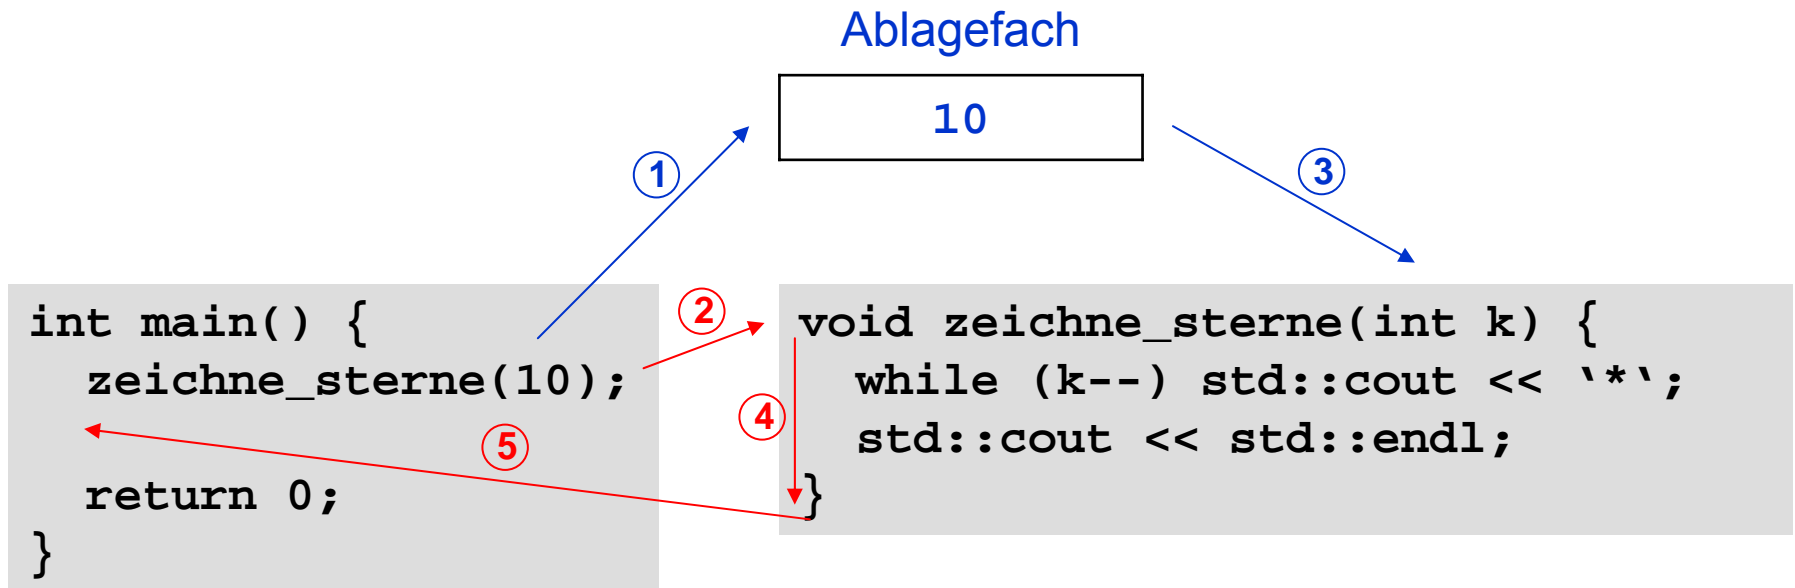 Ablagefach
10
1
3
2
int main() {
zeichne_sterne(10);
return 0;
}
void zeichne_sterne(int k) {
while (k--) std::cout << ‘*‘;
std::cout << std::endl;
}
4
5